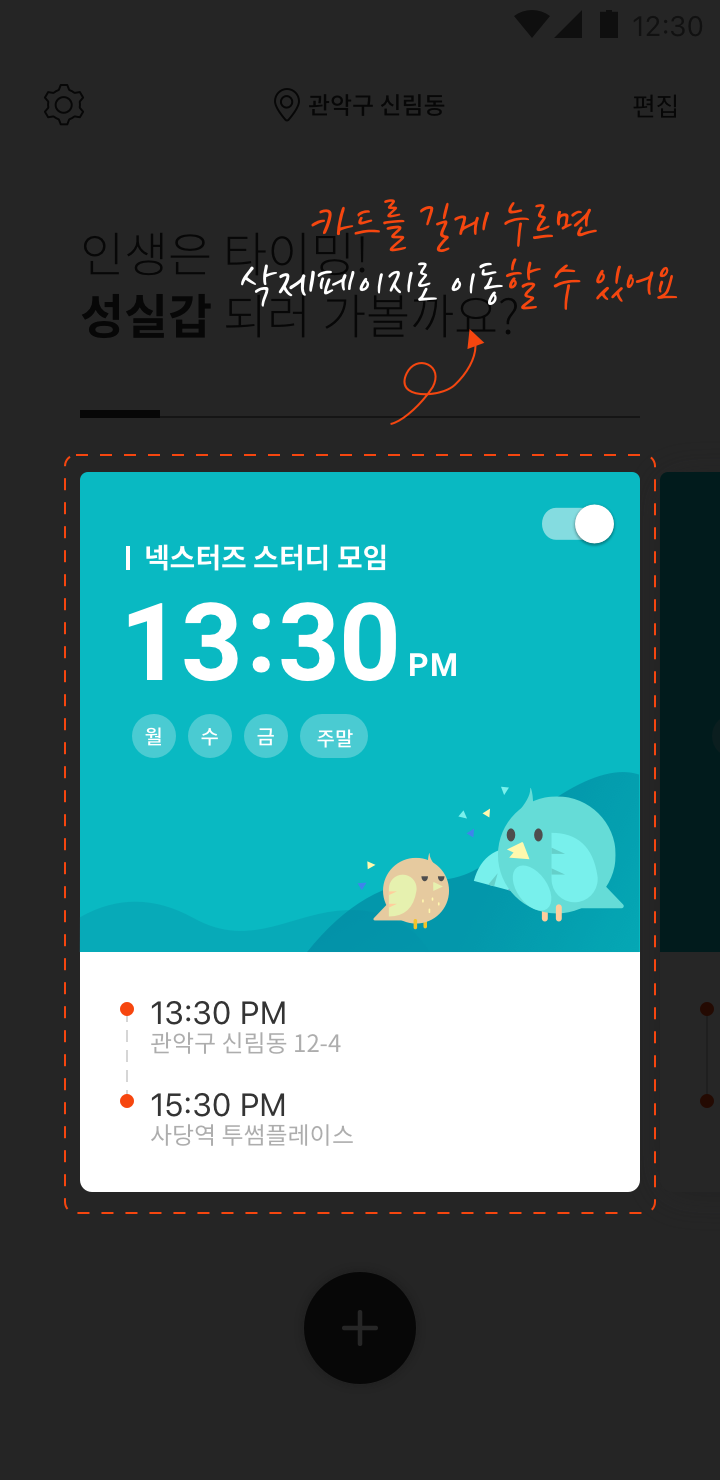 12:30
관악구 신림동
편집
카드를 길게 누르면
삭제페이지로 이동할 수 있어요
인생은 타이밍!
성실갑 되러 가볼까요?
넥스터즈 스터디 모임
13:30 PM
월 수 금 주말
13:30 PM
관악구 신림동 12-4
15:30 PM
사당역 투썸플레이스